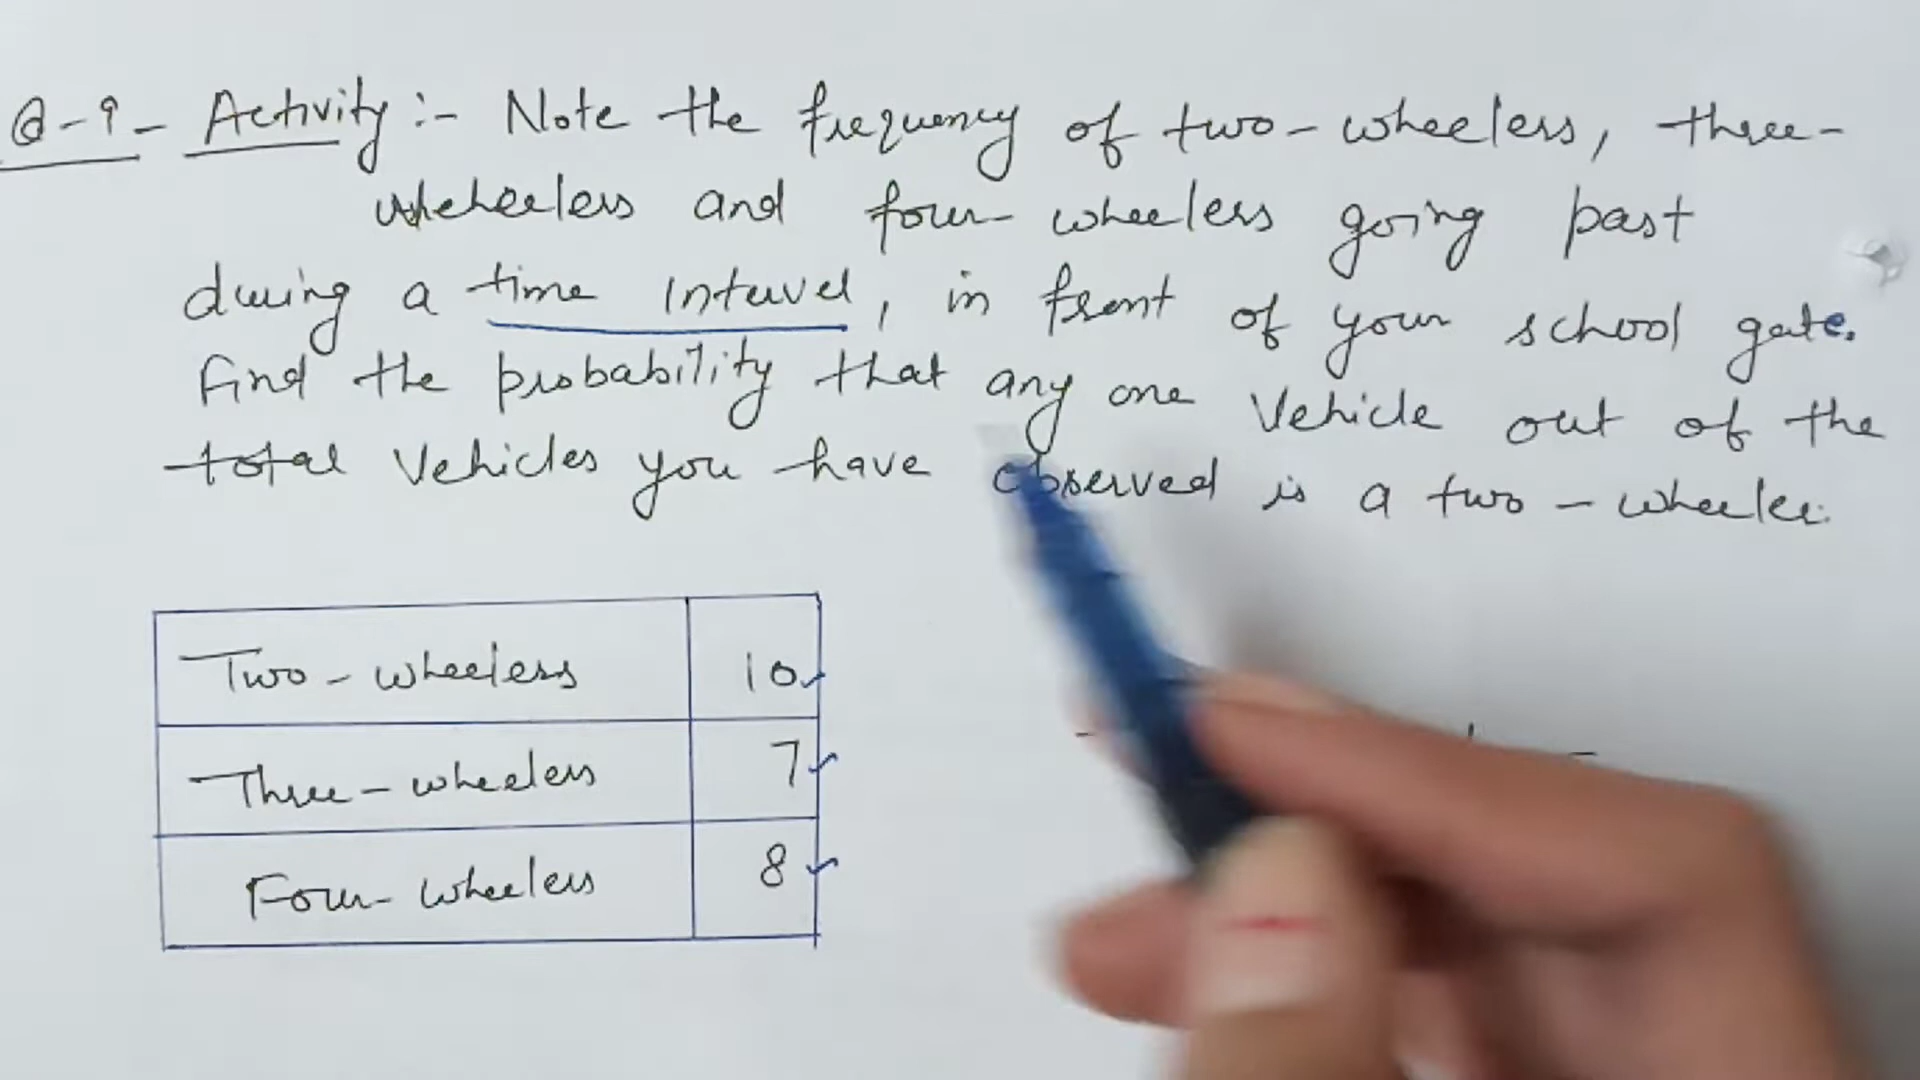 Q-9- Activity:- Note the frequency of two-wheelers, three-
wheelers and four-wheelers going past
during a time interval, in front of your school gate.
Find the probability that any one Vehicle out of the
total Vehicles you have observed is a two-wheeler.
Two-wheelers 10
Three-wheelers 7
Four-wheelers 8